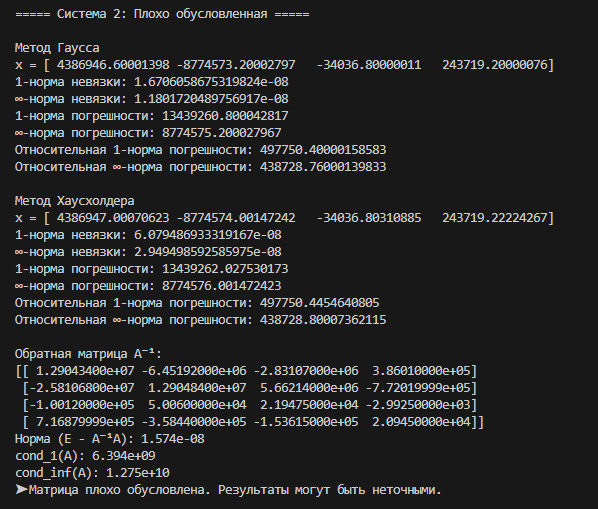 ===== Система 2: Плохо обусловленная =====
Метод Гаусса
x = [ 4386946.60001398 -8774573.20002797   -34036.80000011   243719.20000076]
1-норма невязки: 1.6706058675319824e-08
∞-норма невязки: 1.1801720489756917e-08
1-норма погрешности: 13439260.800042817
∞-норма погрешности: 8774575.200027967
Относительная 1-норма погрешности: 497750.40000158583
Относительная ∞-норма погрешности: 438728.76000139833
Метод Хаусхолдера
x = [ 4386947.00070623 -8774574.00147242   -34036.80310885   243719.22224267]
1-норма невязки: 6.079486933319167e-08
∞-норма невязки: 2.949498592585975e-08
1-норма погрешности: 13439262.027530173
∞-норма погрешности: 8774576.001472423
Относительная 1-норма погрешности: 497750.4454640805
Относительная ∞-норма погрешности: 438728.80007362115
Обратная матрица A⁻¹:
[[ 1.29043400e+07 -6.45192000e+06 -2.83107000e+06  3.86010000e+05]
 [-2.58106800e+07  1.29048400e+07  5.66214000e+06 -7.72019999e+05]
 [-1.00120000e+05  5.00600000e+04  2.19475000e+04 -2.99250000e+03]
 [ 7.16879999e+05 -3.58440000e+05 -1.53615000e+05  2.09450000e+04]]
Норма (E - A⁻¹A): 1.574e-08
cond_1(A): 6.394e+09
cond_inf(A): 1.275e+10
➤Матрица плохо обусловлена. Результаты могут быть неточными.